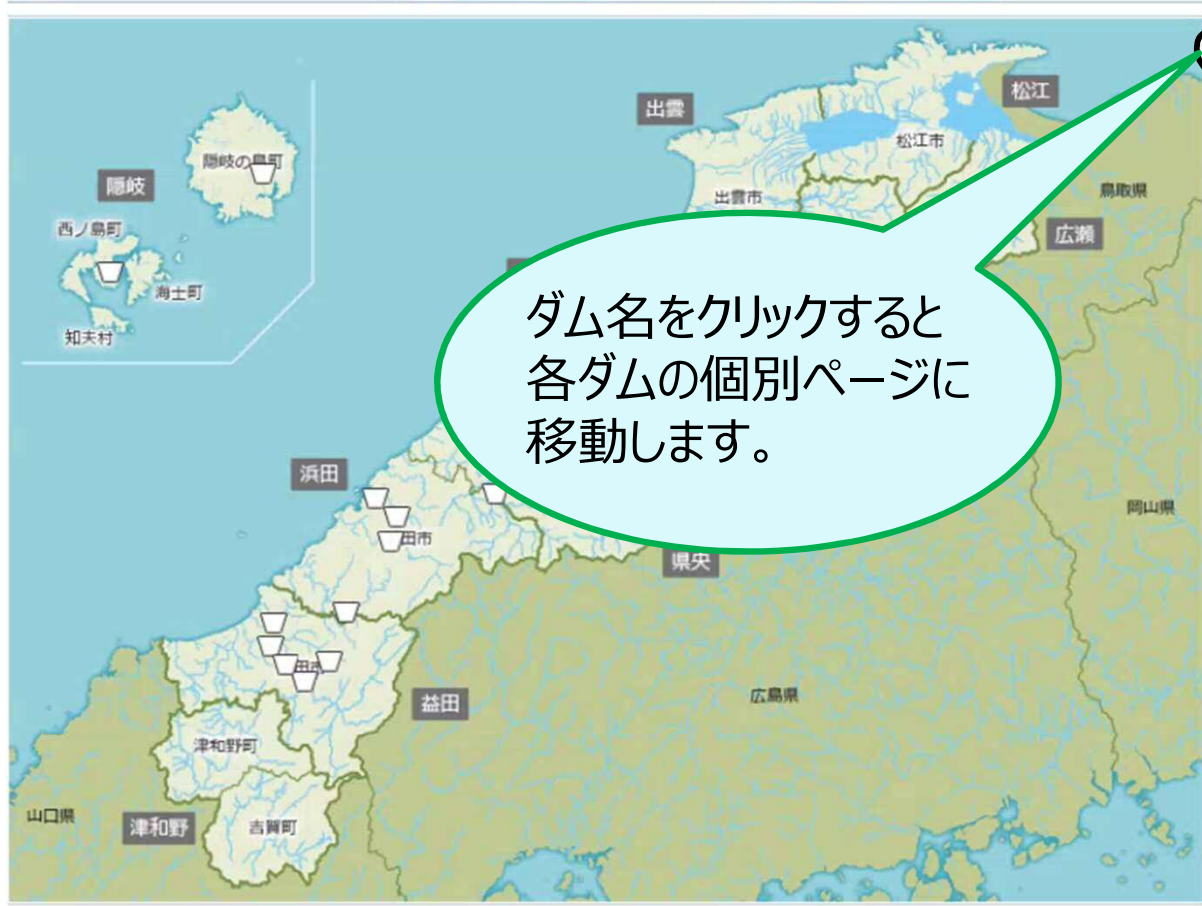 出雲
松江
松江市
隠岐の島町
隠岐
出雲市
鳥取県
西ノ島町
広瀬
海士町
知夫村
ダム名をクリックすると
各ダムの個別ページに
移動します。
浜田
岡山県
田市
県央
田市
益田
広島県
津和野町
山口県
津和野
吉賀町